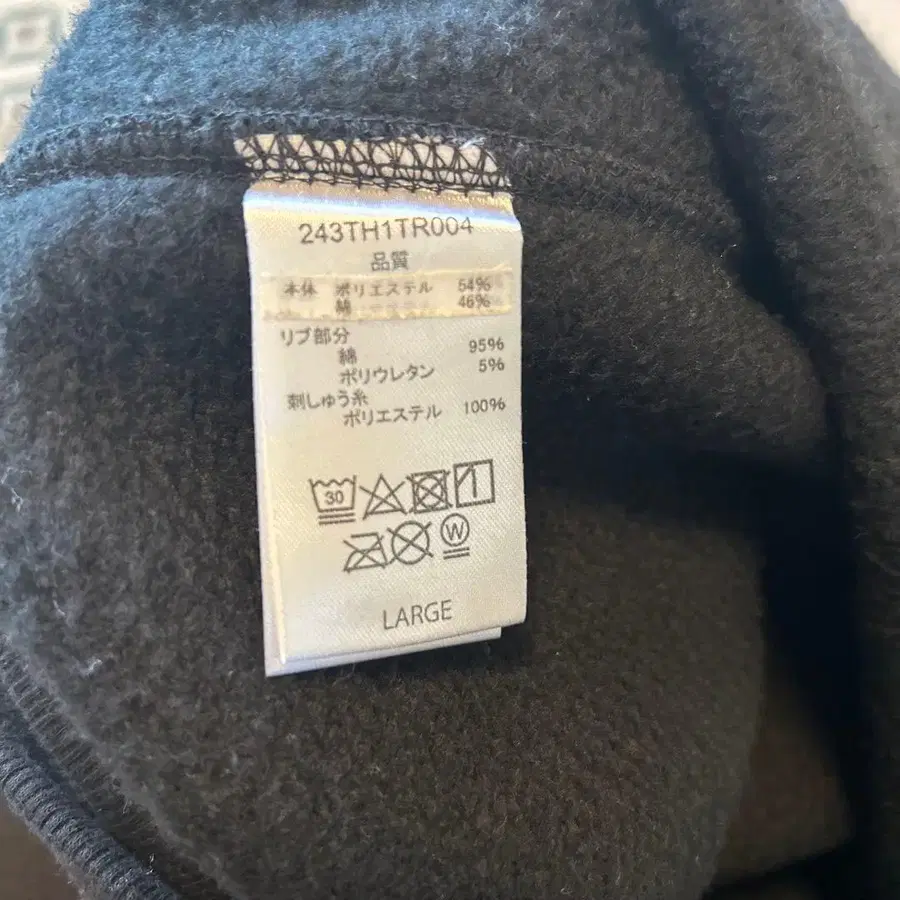 243TH1TR004
品質
本体 ポリエステル 54%
綿 46%
リブ部分
綿 95%
ポリウレタン 5%
刺しゅう糸
ポリエステル 100%
30
W
LARGE